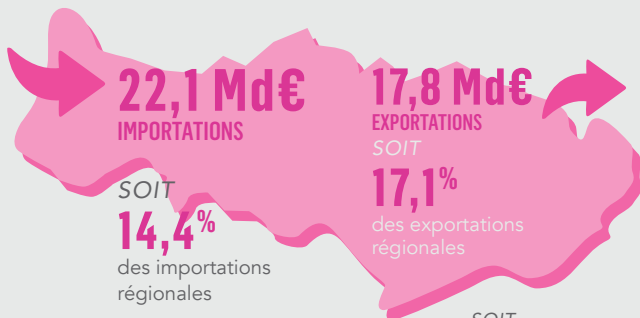 22,1 Md€
IMPORTATIONS
SOIT
14,4%
des importations
régionales
17,8 Md€
EXPORTATIONS
SOIT
17,1%
des exportations
régionales
SOIT